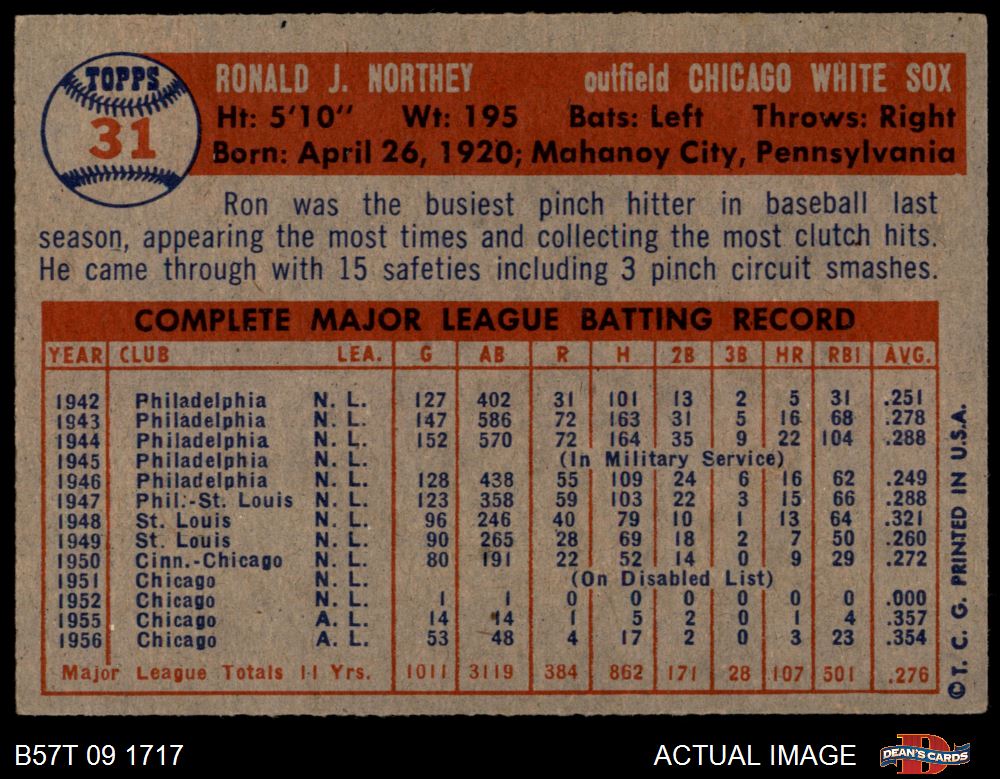 TOPPS
31
RONALD J. NORTHEY outfield CHICAGO WHITE SOX
Ht: 5'10" Wt: 195 Bats: Left Throws: Right
Born: April 26, 1920; Mahanoy City, Pennsylvania
Ron was the busiest pinch hitter in baseball last
season, appearing the most times and collecting the most clutch hits.
He came through with 15 safeties including 3 pinch circuit smashes.
COMPLETE MAJOR LEAGUE BATTING RECORD
YEAR CLUB LEA. G AB R H 2B 3B HR RBI AVG.
1942 Philadelphia N. L. 127 402 31 101 13 2 5 31 .251
1943 Philadelphia N. L. 147 586 72 163 31 5 16 68 .278
1944 Philadelphia N. L. 152 570 72 164 35 9 22 104 .288
1945 Philadelphia N. L. (In Military Service)
1946 Philadelphia N. L. 128 438 55 109 24 6 16 62 .249
1947 Phil.-St. Louis N. L. 123 358 59 103 22 3 15 66 .288
1948 St. Louis N. L. 96 246 40 79 10 1 13 64 .321
1949 St. Louis N. L. 90 265 28 69 18 2 7 50 .260
1950 Cinn.-Chicago N. L. 80 191 22 52 14 0 9 29 .272
1951 Chicago N. L. (On Disabled List)
1952 Chicago N. L. 1 1 0 0 0 0 0 0 .000
1955 Chicago A. L. 14 14 1 5 2 0 1 4 .357
1956 Chicago A. L. 53 48 4 17 2 0 3 23 .354
Major League Totals 11 Yrs. 1011 3119 384 862 171 28 107 501 .276
© T. C. G. PRINTED IN U.S.A.
B57T 09 1717 ACTUAL IMAGE
DEAN'S CARDS